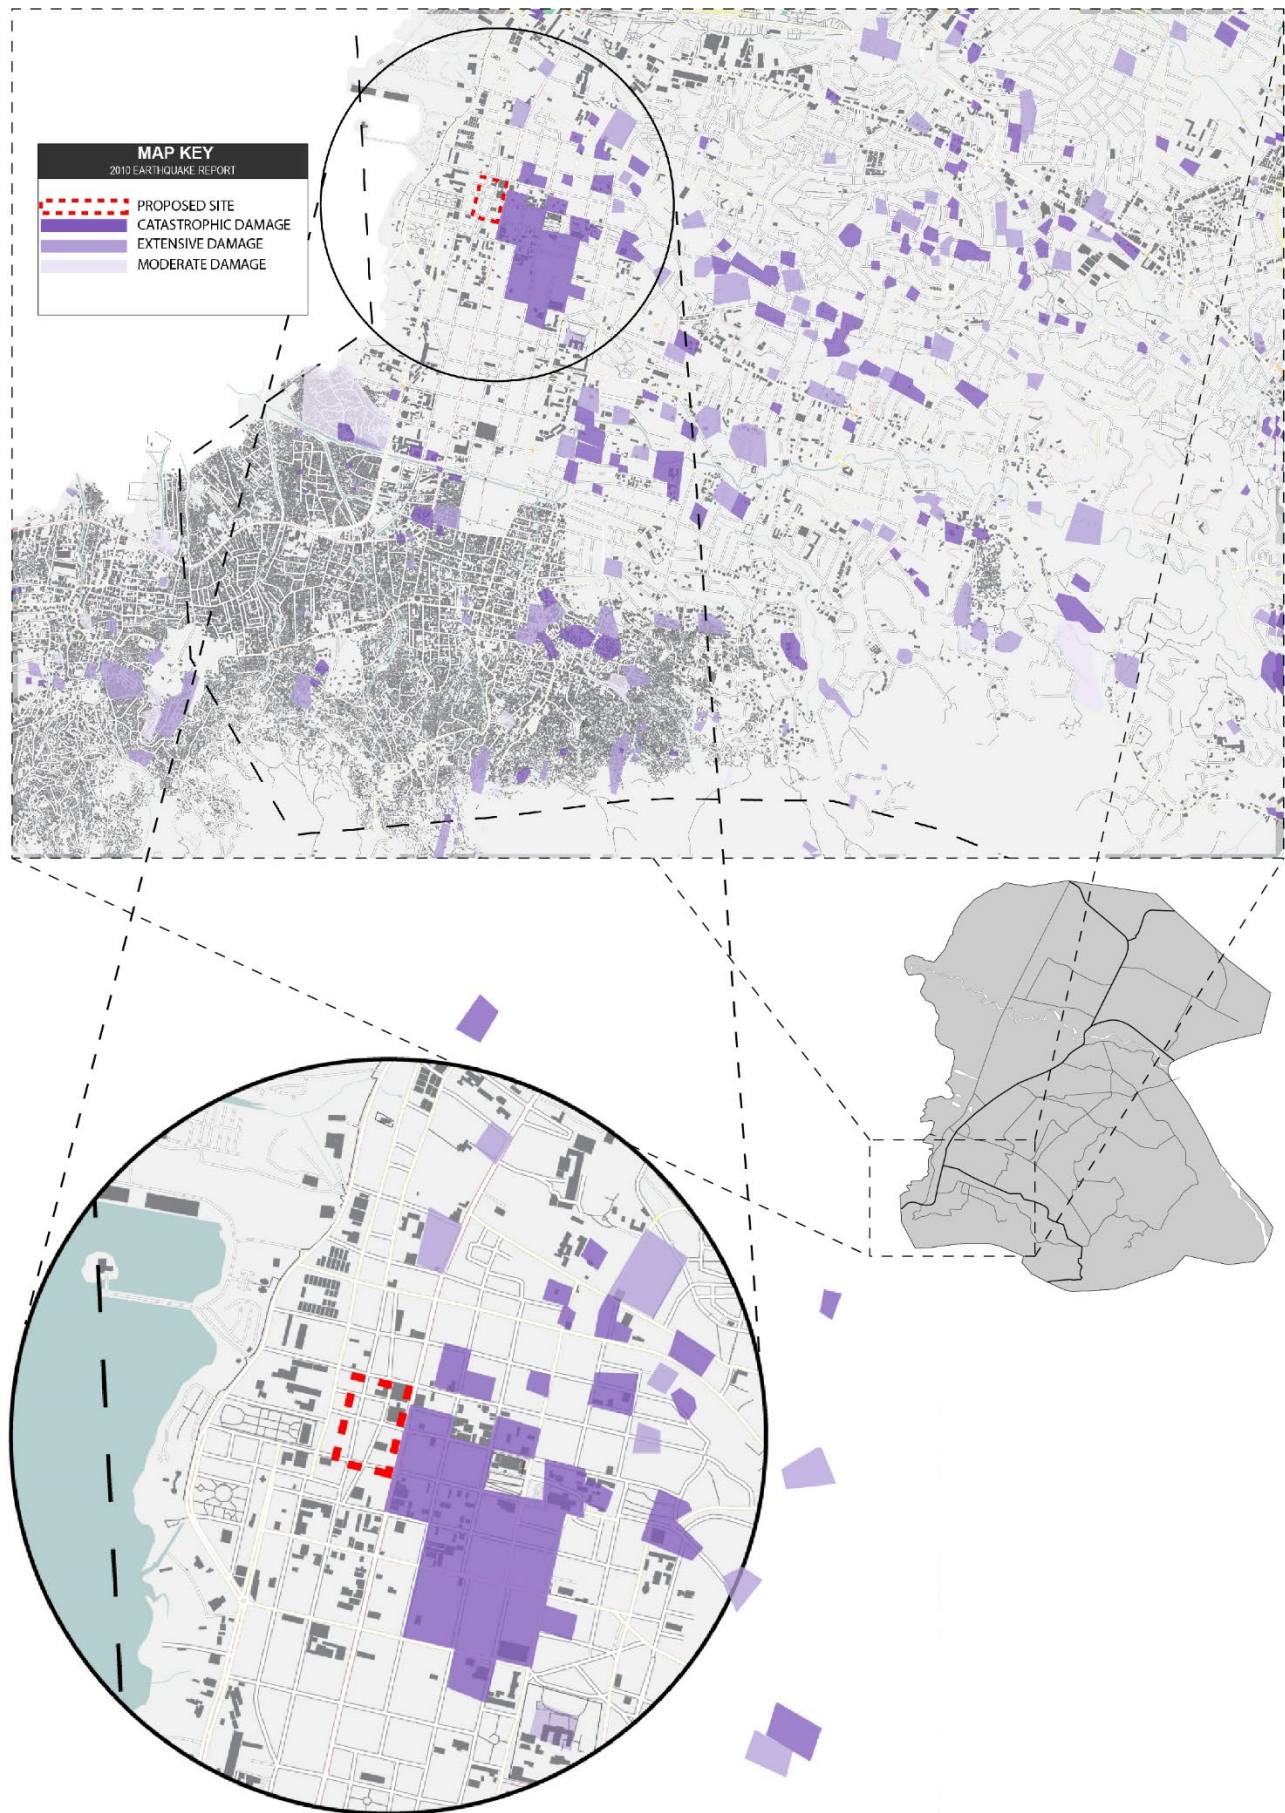 MAP KEY
2010 EARTHQUAKE REPORT
PROPOSED SITE
CATASTROPHIC DAMAGE
EXTENSIVE DAMAGE
MODERATE DAMAGE